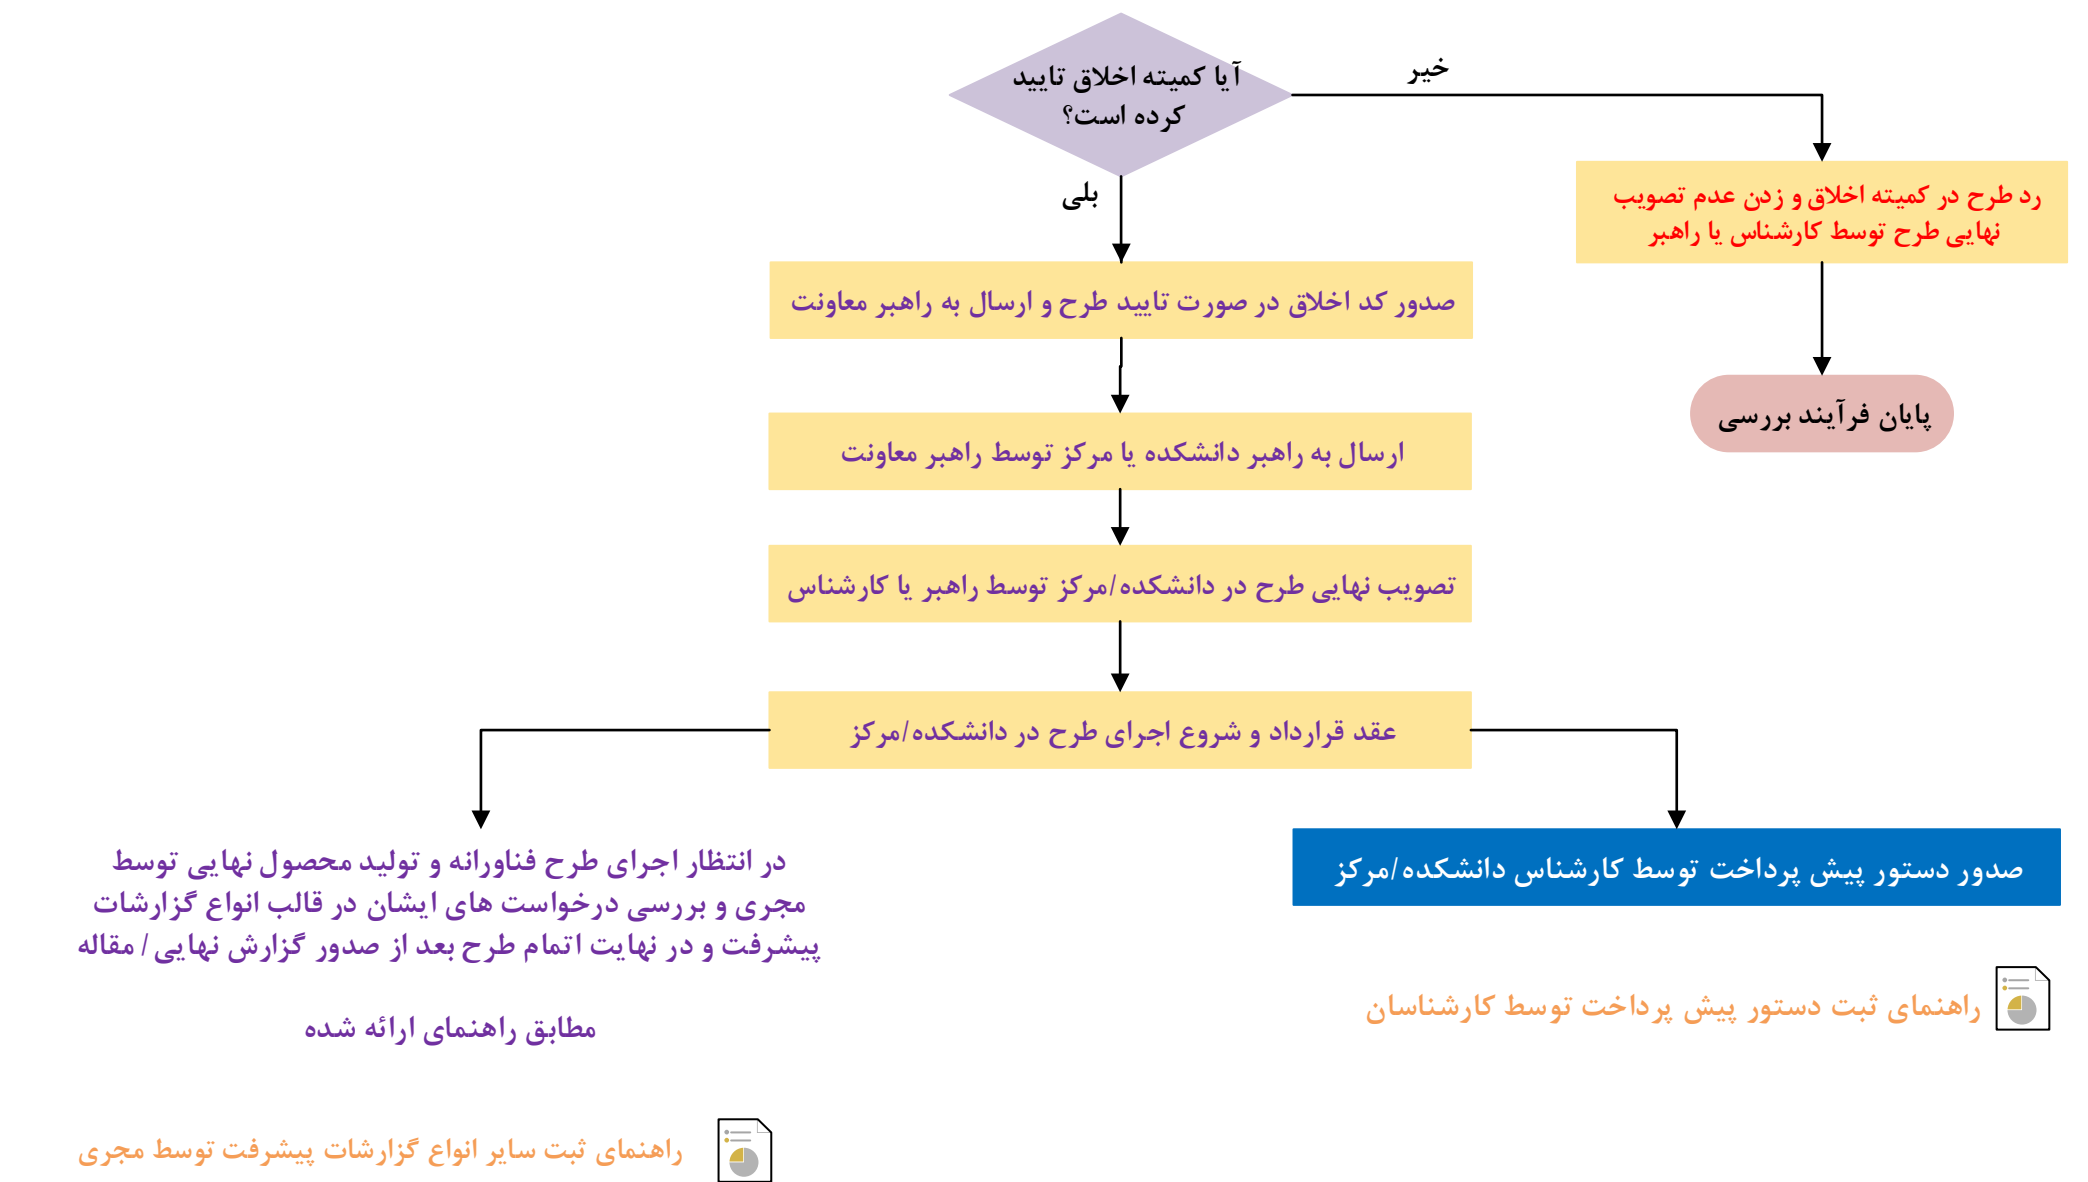 آیا کمیته اخلاق تایید
کرده است؟
خیر
بلی
رد طرح در کمیته اخلاق و زدن عدم تصویب
نهایی طرح توسط کارشناس یا راهبر
پایان فرآیند بررسی
صدور کد اخلاق در صورت تایید طرح و ارسال به راهبر معاونت
ارسال به راهبر دانشکده یا مرکز توسط راهبر معاونت
تصویب نهایی طرح در دانشکده/مرکز توسط راهبر یا کارشناس
عقد قرارداد و شروع اجرای طرح در دانشکده/مرکز
صدور دستور پیش پرداخت توسط کارشناس دانشکده/مرکز
راهنمای ثبت دستور پیش پرداخت توسط کارشناسان
در انتظار اجرای طرح فناورانه و تولید محصول نهایی توسط
مجری و بررسی درخواست های ایشان در قالب انواع گزارشات
پیشرفت و در نهایت اتمام طرح بعد از صدور گزارش نهایی/ مقاله
مطابق راهنمای ارائه شده
راهنمای ثبت سایر انواع گزارشات پیشرفت توسط مجری